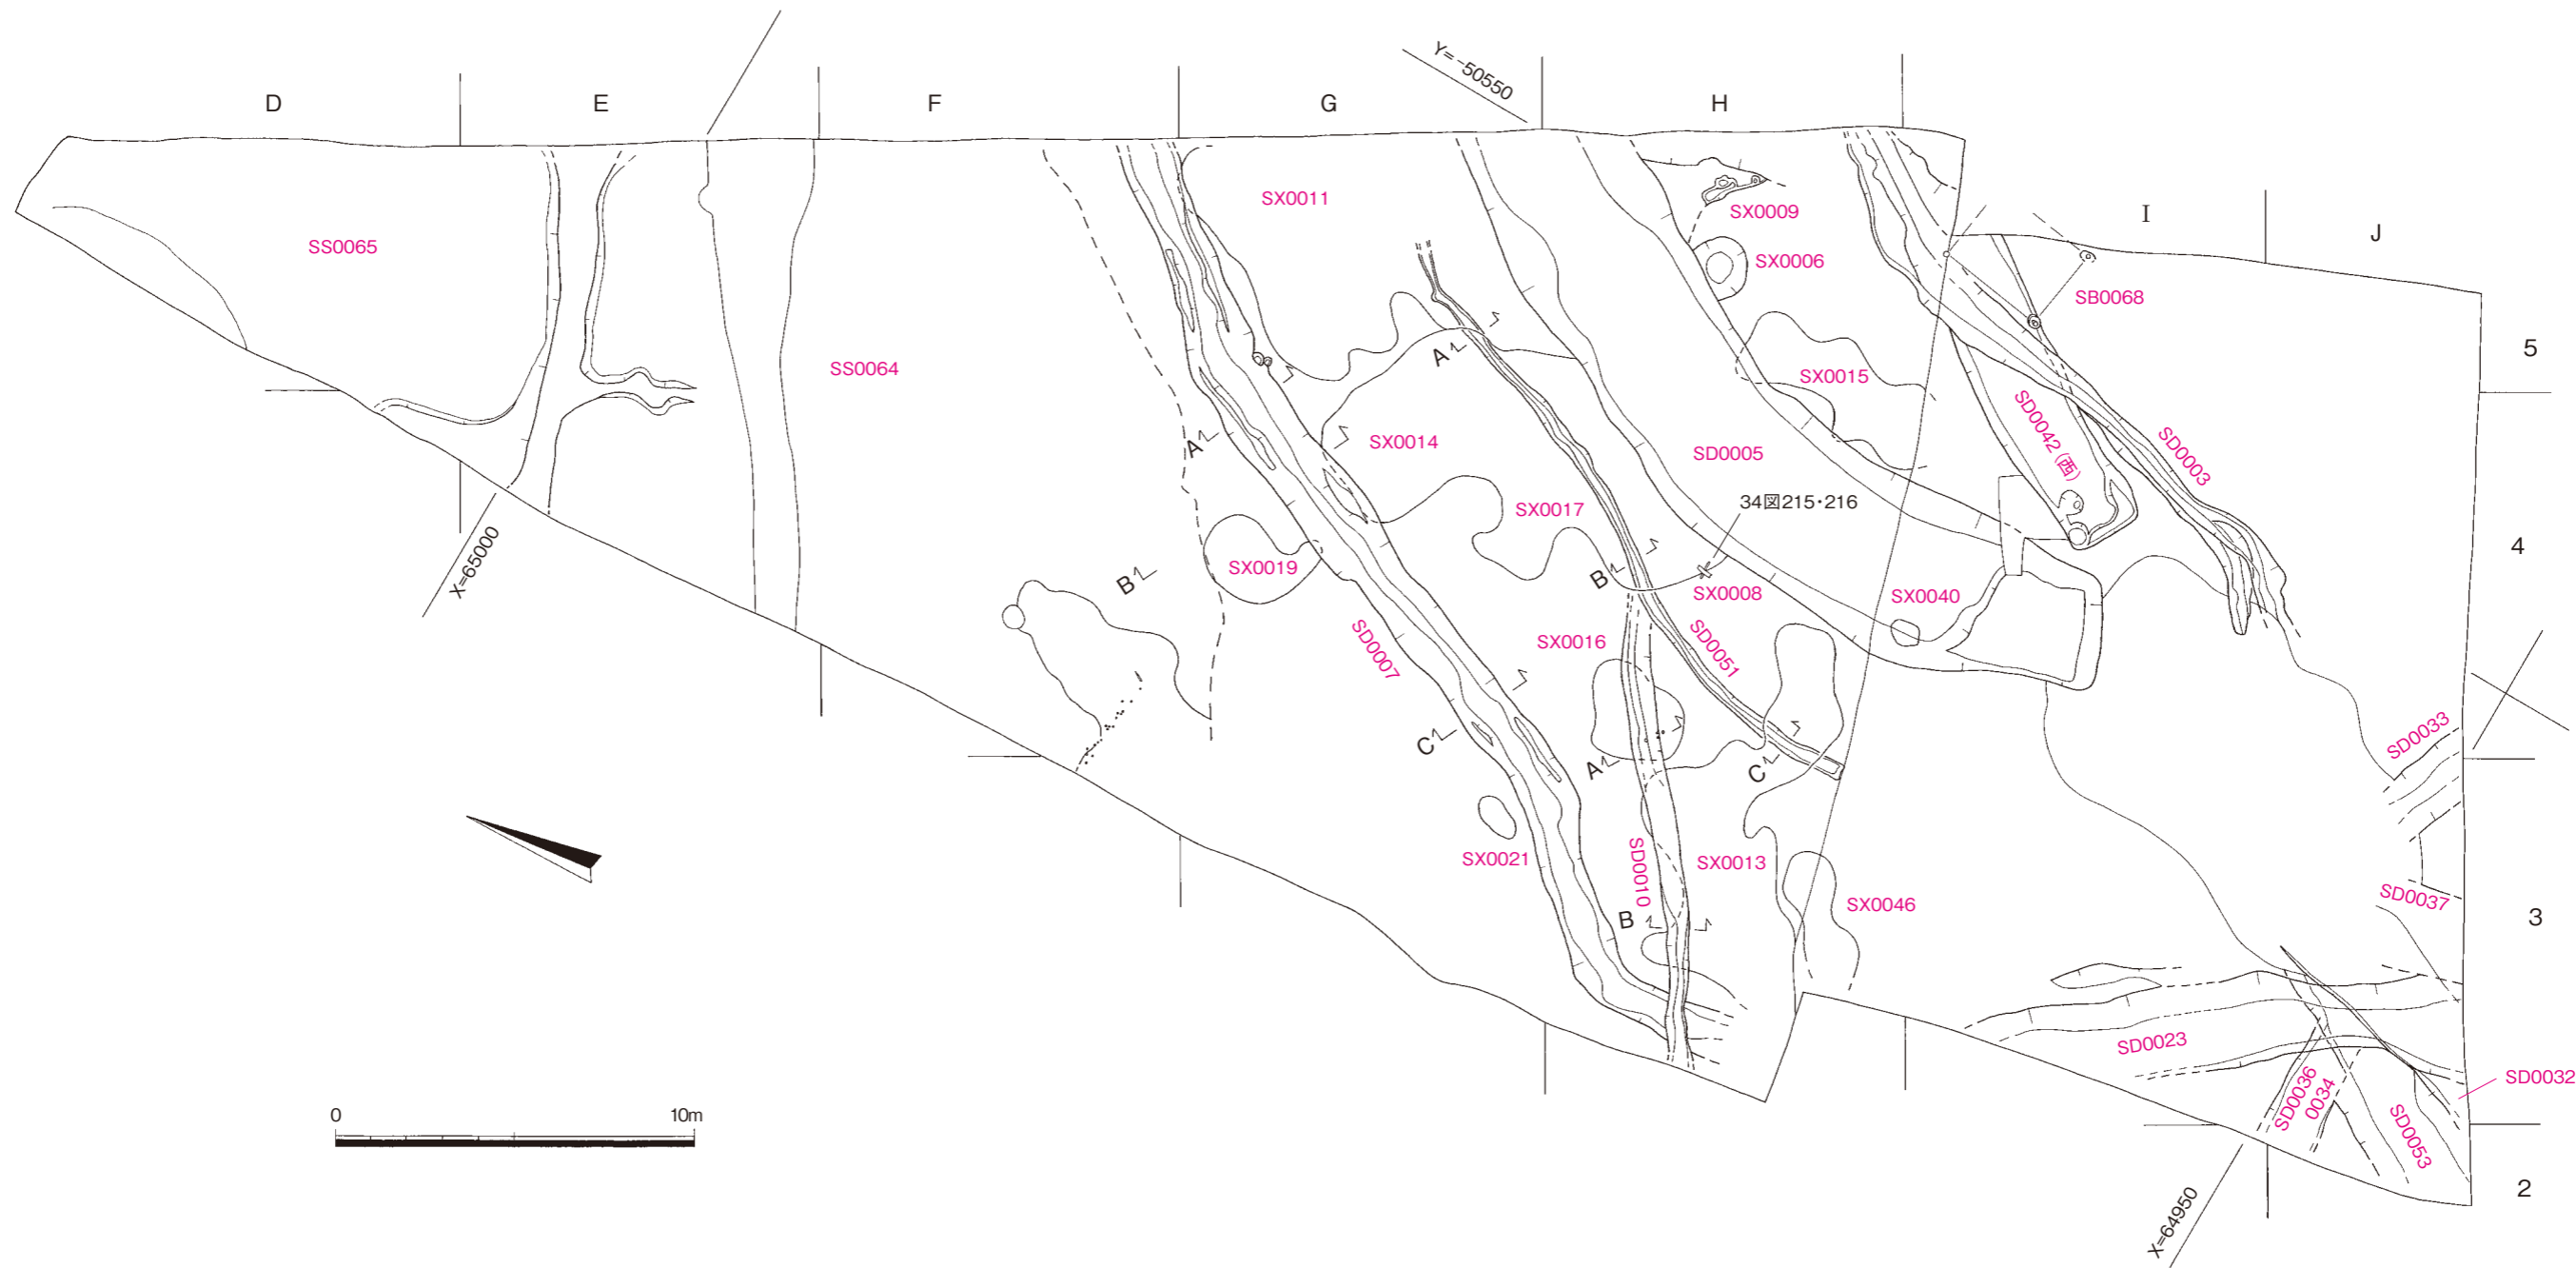 Y=-50550
D
E
F
G
H
I
J
SX0011
SX0009
SS0065
SX0006
SB0068
5
SS0064
SX0015
A
SD0042 (西)
SD0003
A
SX0014
SD0005
34図215・216
SX0017
4
X=65000
SX0019
B
B
SX0008
SX0040
SD0007
SX0016
SD0051
SD0033
C
A
C
SX0021
SD0010
SX0013
SX0046
SD0037
B
3
SD0023
SD0032
SD0036
0034
SD0053
0 10m
2
X=64950